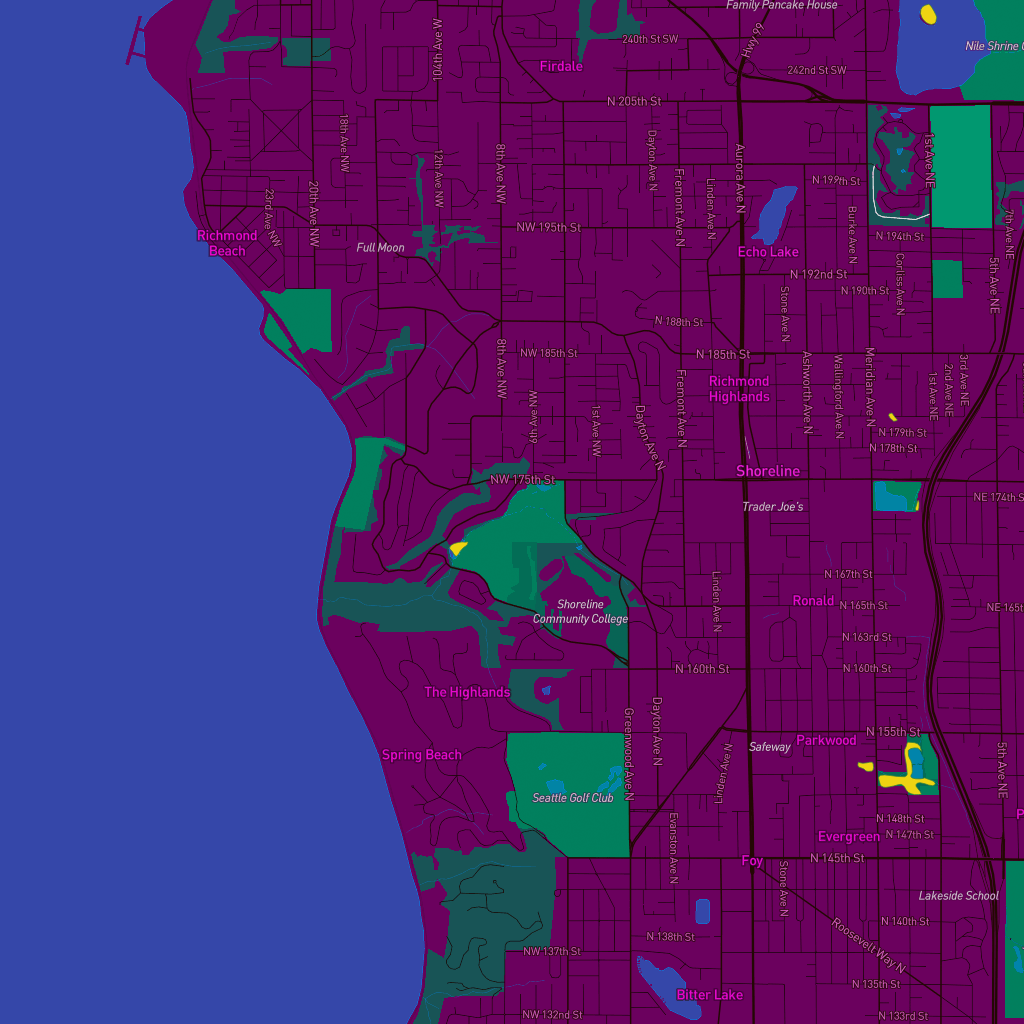 Family Pancake House
Hwy 99
104th Ave W
240th St SW
Nile Shrine
Firdale
242nd St SW
N 205th St
18th Ave NW
12th Ave NW
8th Ave NW
Dayton Ave N
Aurora Ave N
1st Ave NE
Fremont Ave N
Linden Ave N
N 199th St
23rd Ave NW
20th Ave NW
Burke Ave N
7th Ave NE
NW 195th St
Richmond
Beach
Full Moon
N 194th St
Echo Lake
Corliss Ave N
5th Ave NE
N 192nd St
Stone Ave N
N 190th St
N 188th St
8th Ave NW
NW 185th St
N 185th St
Ashworth Ave N
Wallingford Ave N
Meridian Ave N
1st Ave NE
2nd Ave NE
3rd Ave NE
Richmond
Highlands
Fremont Ave N
6th Ave NW
1st Ave NW
Dayton Ave N
N 179th St
N 178th St
Shoreline
NW 175th St
NE 174th St
Trader Joe's
N 167th St
Linden Ave N
Ronald
N 165th St
NE 165th
Shoreline
Community College
N 163rd St
N 160th St
N 160th St
The Highlands
Greenwood Ave N
Dayton Ave N
N 155th St
Parkwood
Safeway
Spring Beach
Linden Ave N
5th Ave NE
Seattle Golf Club
N 148th St
N 147th St
Evergreen
Evanston Ave N
Foy
N 145th St
Stone Ave N
Lakeside School
N 140th St
N 138th St
Roosevelt Way N
NW 137th St
N 135th St
Bitter Lake
NW 132nd St
N 133rd St